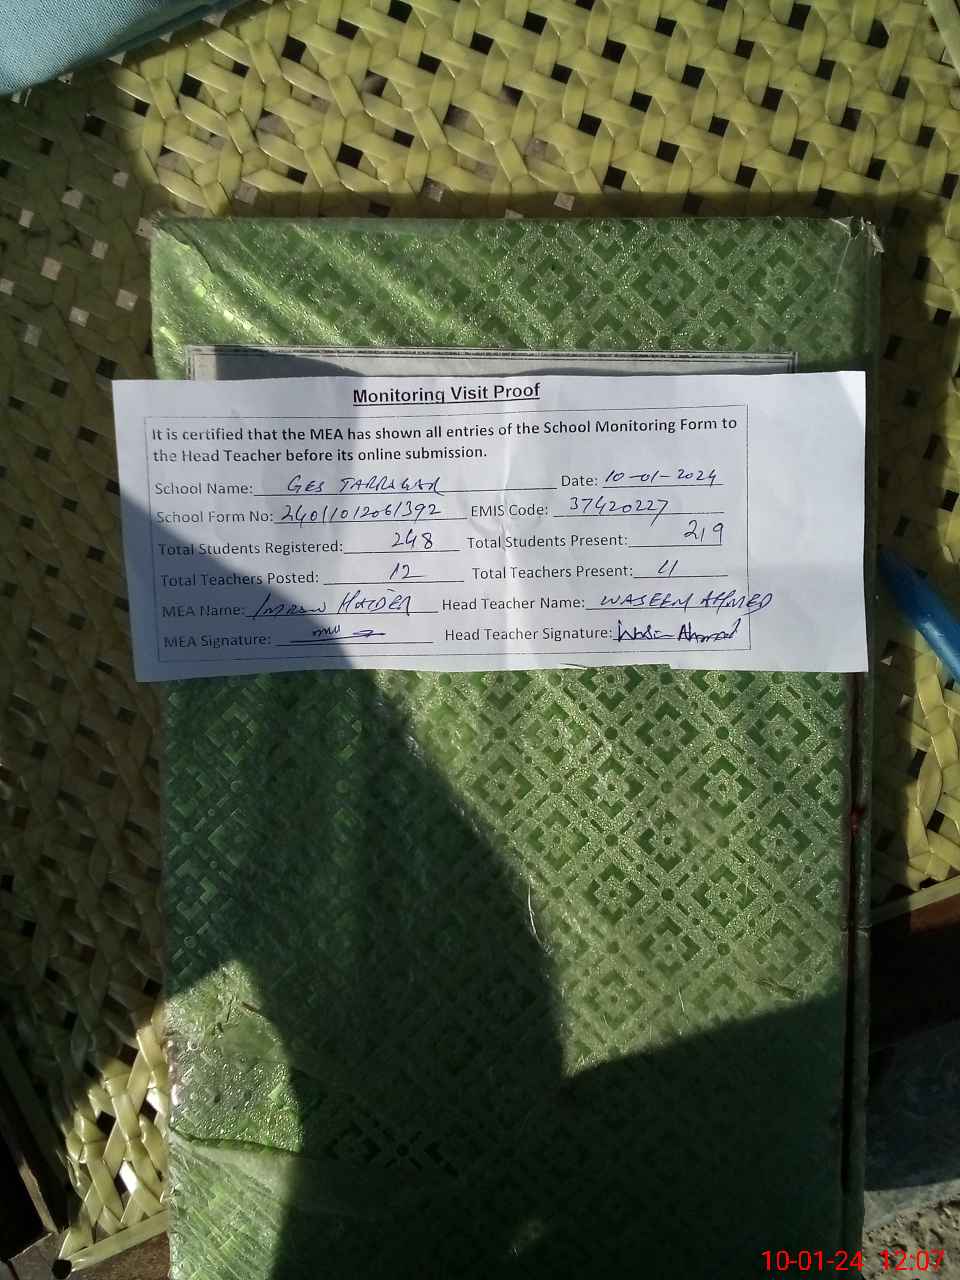 Monitoring Visit Proof
It is certified that the MEA has shown all entries of the School Monitoring Form to
the Head Teacher before its online submission.
School Name: GES Date: 10-01-2024
School Form No: 24011012061392 EMIS Code: 37420227
Total Students Registered: 248 Total Students Present: 219
Total Teachers Posted: 12 Total Teachers Present:
MEA Name: IMRAN HAIDER Head Teacher Name: WASEEM AHMED
MEA Signature: Head Teacher Signature: Ahmad
10-01-24 12:07